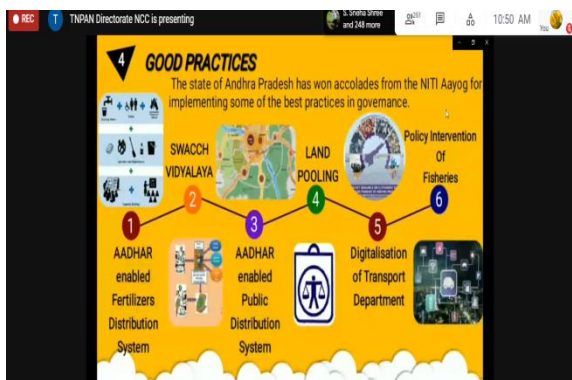 REC
T
TNPAN Directorate NCC is presenting
S. Sneha Shree
and 248 more
251
10:50 AM
You
4
GOOD PRACTICES
The state of Andhra Pradesh has won accolades from the NITI Aayog for
implementing some of the best practices in governance.
SWACCH
VIDYALAYA
LAND
POOLING
Policy Intervention
Of
Fisheries
1
2
3
4
5
6
AADHAR
enabled
Fertilizers
Distribution
System
AADHAR
enabled
Public
Distribution
System
Digitalisation
of Transport
Department